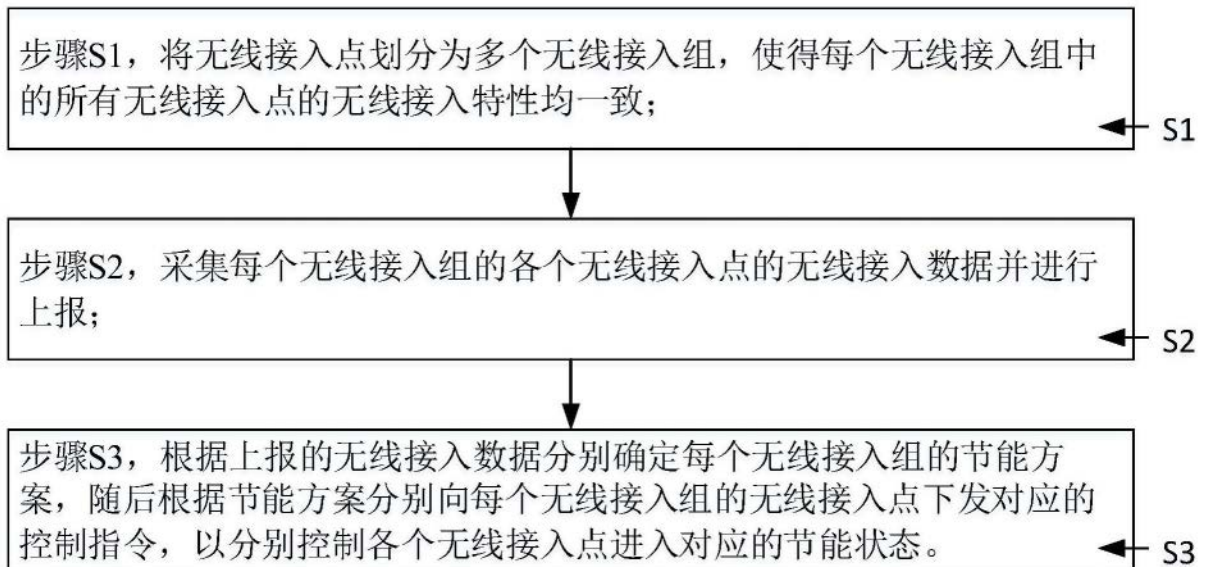 步骤S1，将无线接入点划分为多个无线接入组，使得每个无线接入组中
的所有无线接入点的无线接入特性均一致；
S1
步骤S2，采集每个无线接入组的各个无线接入点的无线接入数据并进行
上报；
S2
步骤S3，根据上报的无线接入数据分别确定每个无线接入组的节能方
案，随后根据节能方案分别向每个无线接入组的无线接入点下发对应的
控制指令，以分别控制各个无线接入点进入对应的节能状态。
S3